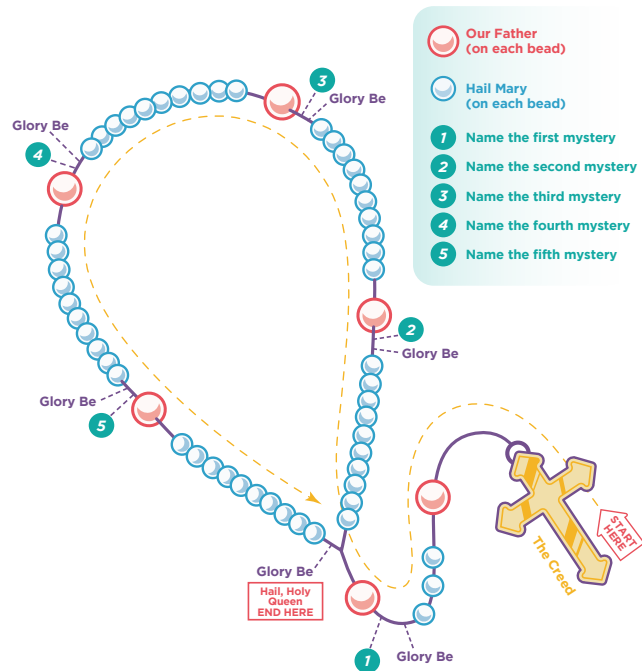 Our Father
(on each bead)
Hail Mary
(on each bead)
1 Name the first mystery
2 Name the second mystery
3 Name the third mystery
4 Name the fourth mystery
5 Name the fifth mystery
3
Glory Be
Glory Be
4
2
Glory Be
Glory Be
5
START
HERE
The Creed
Glory Be
Hail, Holy
Queen
END HERE
1
Glory Be